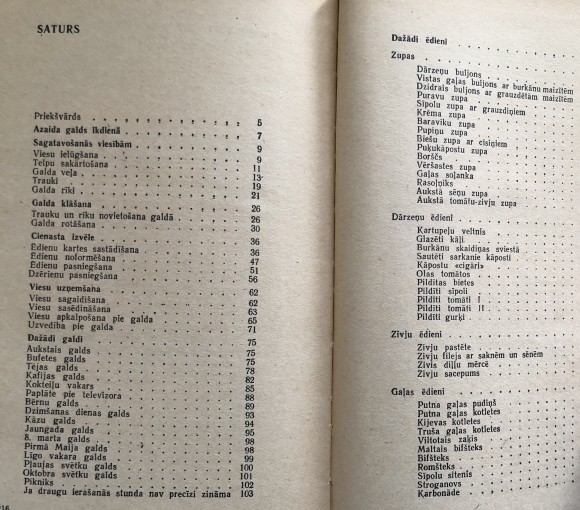 SATURS
Priekšvārds 5
Azaida galds ikdienā 7
Sagatavošanās viesībām 9
Viesu ielūgšana 9
Telpu sakārtošana 11
Galda veļa 13
Trauki 19
Galda rīki 21
Galda klāšana 26
Trauku un rīku novietošana galdā 26
Galda rotāšana 30
Cienasta izvēle 36
Ēdienu kartes sastādīšana 36
Ēdienu noformēšana 47
Ēdienu pasniegšana 51
Dzērienu pasniegšana 56
Viesu uzņemšana 62
Viesu sagaidīšana 62
Viesu sasēdināšana 63
Viesu apkalpošana pie galda 65
Uzvedība pie galda 71
Dažādi galdi 75
Aukstais galds 75
Bufetes galds 75
Tējas galds 78
Kafijas galds 82
Kokteiļu vakars 85
Paplāte pie televizora 88
Bērnu galds 89
Dzimšanas dienas galds 93
Kāzu galds 94
Jaungada galds 95
8. marta galds 98
Pirmā Maija galds 98
Līgo vakara galds 99
Pļaujas svētku galds 100
Oktobra svētku galds 101
Pikniks 102
Ja draugu ierašanās stunda nav precīzi zināma 103
216
Dažādi ēdieni
Zupas
Dārzeņu buljons
Vistas gaļas buljons ar burkānu maizītēm
Dzidrais buljons ar grauzdētām maizītēm
Puravu zupa
Sīpolu zupa ar grauzdiņiem
Krēma zupa
Baraviku zupa
Pupiņu zupa
Biešu zupa ar cīsiņiem
Puķukāpostu zupa
Borščs
Vēršastes zupa
Gaļas soļanka
Rasoļņiks
Aukstā sēņu zupa
Aukstā tomātu-zivju zupa
Dārzeņu ēdieni
Kartupeļu veltnis
Glazēti kāļi
Burkānu skaidiņas sviestā
Sautēti sarkanie kāposti
Kāpostu «cigāri»
Olas tomātos
Pildītas bietes
Pildīti sīpoli
Pildīti tomāti I
Pildīti tomāti II
Pildīti gurķi
Zivju ēdieni
Zivju pastēte
Zivju fileja ar saknēm un sēnēm
Zivis diļļu mērcē
Zivju sacepums
Gaļas ēdieni
Putna gaļas pudiņš
Putna gaļas kotletes
Kijevas kotletes
Truša gaļas kotletes
Viltotais zaķis
Maltais bifšteks
Bifšteks
Romšteks
Sīpolu sitenis
Stroganovs
Karbonāde